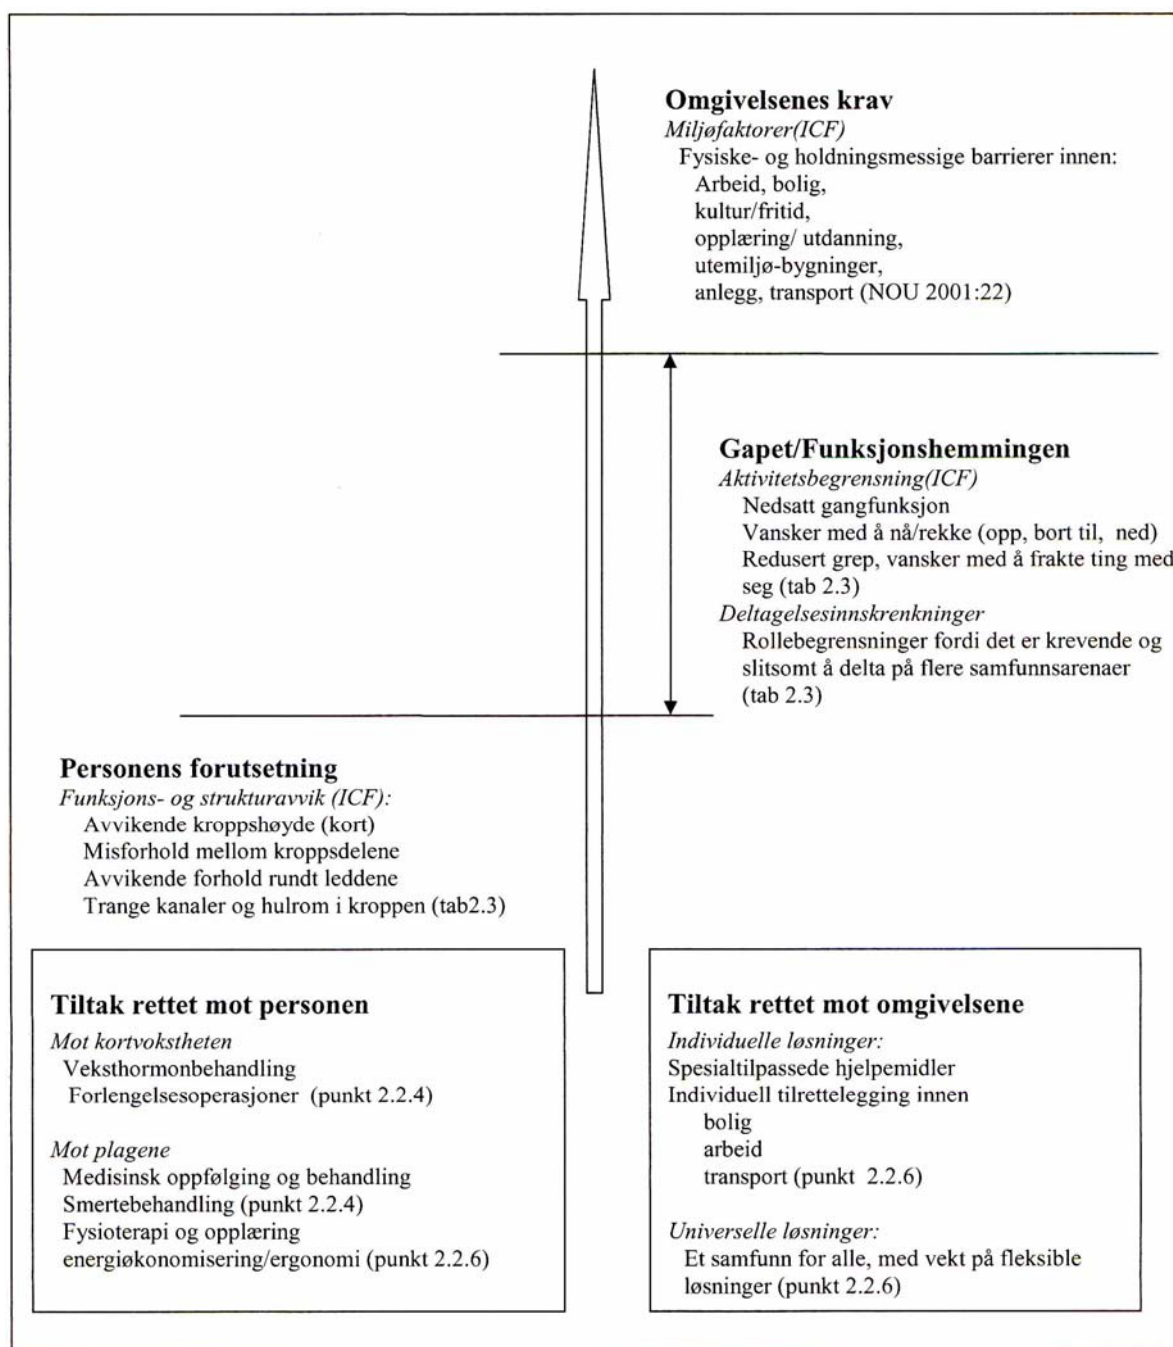 Omgivelsenes krav
Miljøfaktorer(ICF)
Fysiske- og holdningsmessige barrierer innen:
Arbeid, bolig,
kultur/fritid,
opplæring/ utdanning,
utemiljø-bygninger,
anlegg, transport (NOU 2001:22)
Gapet/Funksjonshemmingen
Aktivitetsbegrensning(ICF)
Nedsatt gangfunksjon
Vansker med å nå/rekke (opp, bort til, ned)
Redusert grep, vansker med å frakte ting med
seg (tab 2.3)
Deltagelsesinnskrenkninger
Rollebegrensninger fordi det er krevende og
slitsomt å delta på flere samfunnsarenaer
(tab 2.3)
Personens forutsetning
Funksjons- og strukturavvik (ICF):
Avvikende kroppshøyde (kort)
Misforhold mellom kroppsdelene
Avvikende forhold rundt leddene
Trange kanaler og hulrom i kroppen (tab2.3)
Tiltak rettet mot personen
Mot kortvokstheten
Veksthormonbehandling
Forlengelsesoperasjoner (punkt 2.2.4)
Mot plagene
Medisinsk oppfølging og behandling
Smertebehandling (punkt 2.2.4)
Fysioterapi og opplæring
energiøkonomisering/ergonomi (punkt 2.2.6)
Tiltak rettet mot omgivelsene
Individuelle løsninger:
Spesialtilpassede hjelpemidler
Individuell tilrettelegging innen
bolig
arbeid
transport (punkt 2.2.6)
Universelle løsninger:
Et samfunn for alle, med vekt på fleksible
løsninger (punkt 2.2.6)